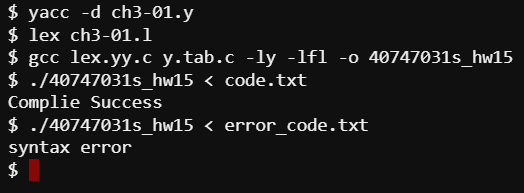 $ yacc -d ch3-01.y
$ lex ch3-01.l
$ gcc lex.yy.c y.tab.c -ly -lfl -o 40747031s_hw15
$ ./40747031s_hw15 < code.txt
Complie Success
$ ./40747031s_hw15 < error_code.txt
syntax error
$